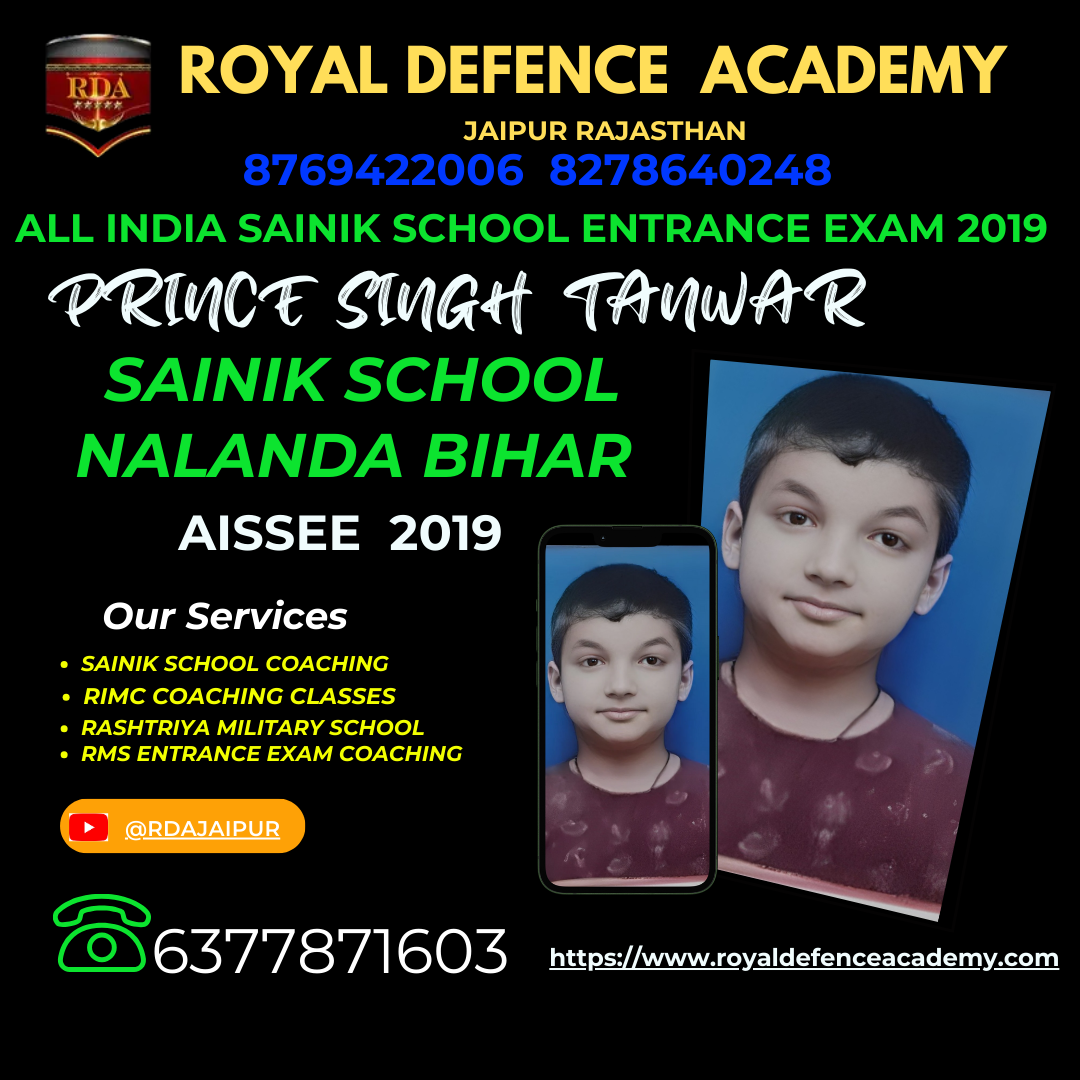 RDA
ROYAL DEFENCE ACADEMY
JAIPUR RAJASTHAN
8769422006 8278640248
ALL INDIA SAINIK SCHOOL ENTRANCE EXAM 2019
PRINCE SINGH TANWAR
SAINIK SCHOOL
NALANDA BIHAR
AISSEE 2019
Our Services
• SAINIK SCHOOL COACHING
• RIMC COACHING CLASSES
• RASHTRIYA MILITARY SCHOOL
• RMS ENTRANCE EXAM COACHING
@RDAJAIPUR
6377871603
https://www.royaldefenceacademy.com